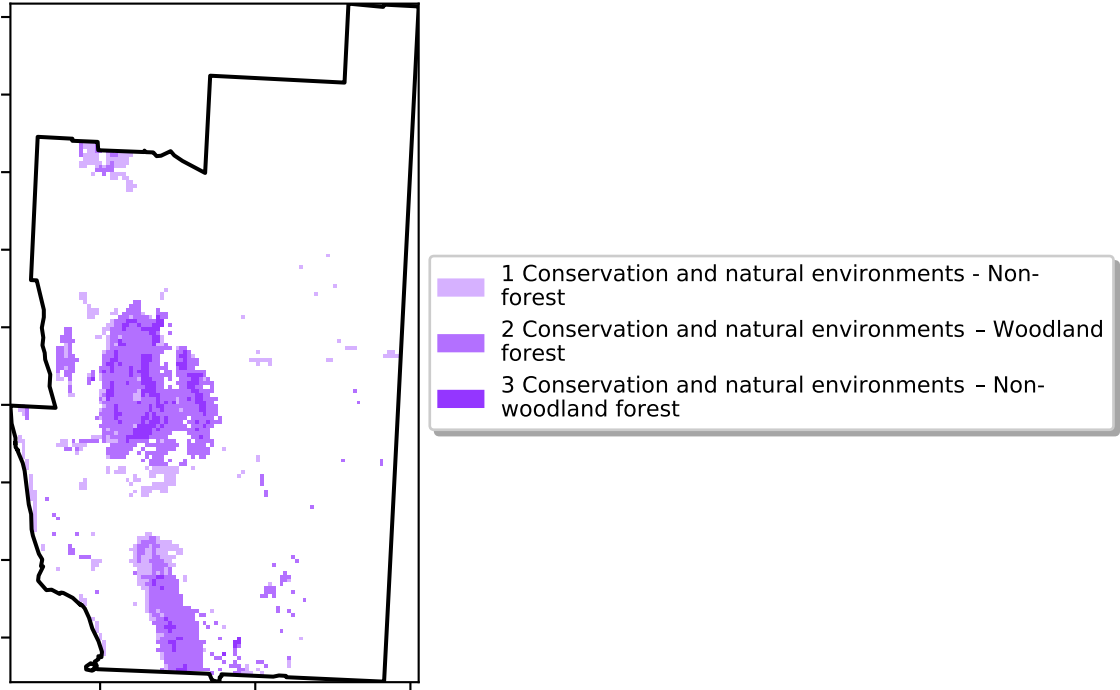 1 Conservation and natural environments - Non-
forest
2 Conservation and natural environments – Woodland
forest
3 Conservation and natural environments – Non-
woodland forest